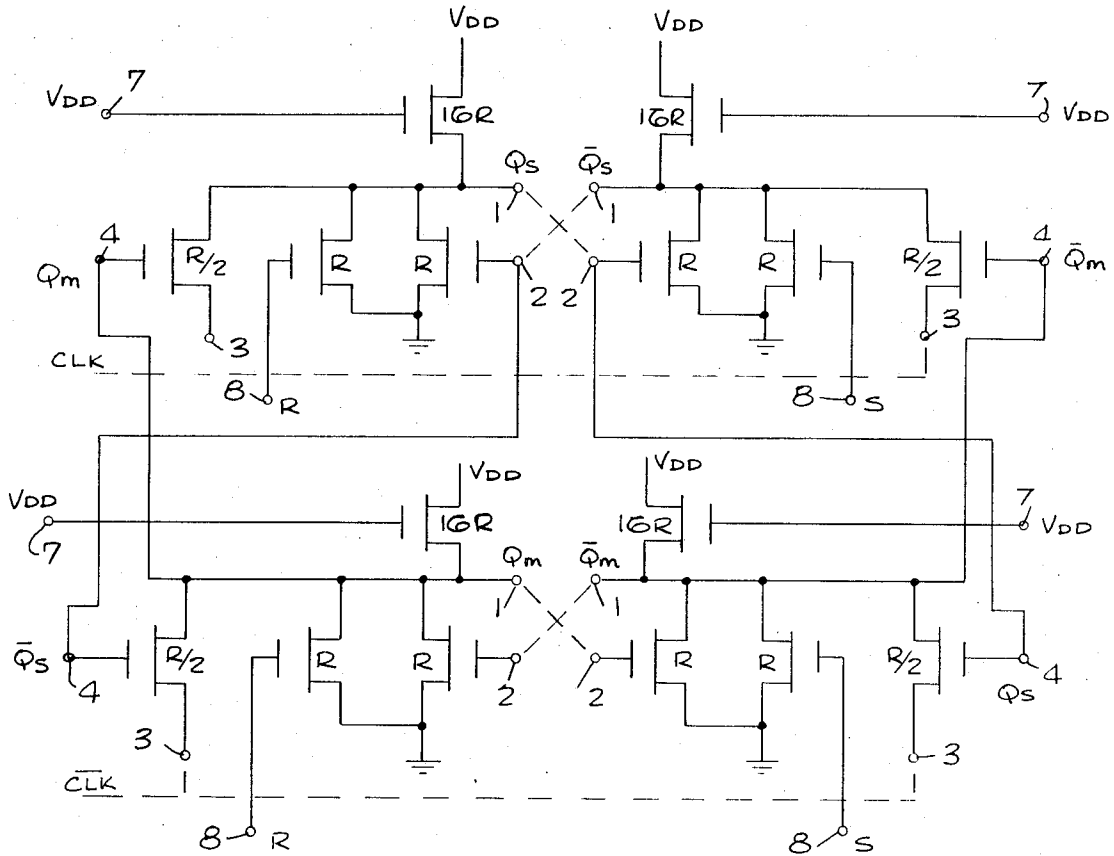 VDD VDD
VDD 7 7 VDD
16R 16R
Qs Q̄s
1 1
4 R/2 R R R R R/2 4
Qm Q̄m
2 2
3 3
CLK
8 R 8 S
VDD VDD
VDD 7 16R 16R 7 VDD
Qm Q̄m
1 1
Q̄s R/2 R R R R R/2
4 2 2 4
Qs
3 3
C̄L̄K̄
8 R 8 S